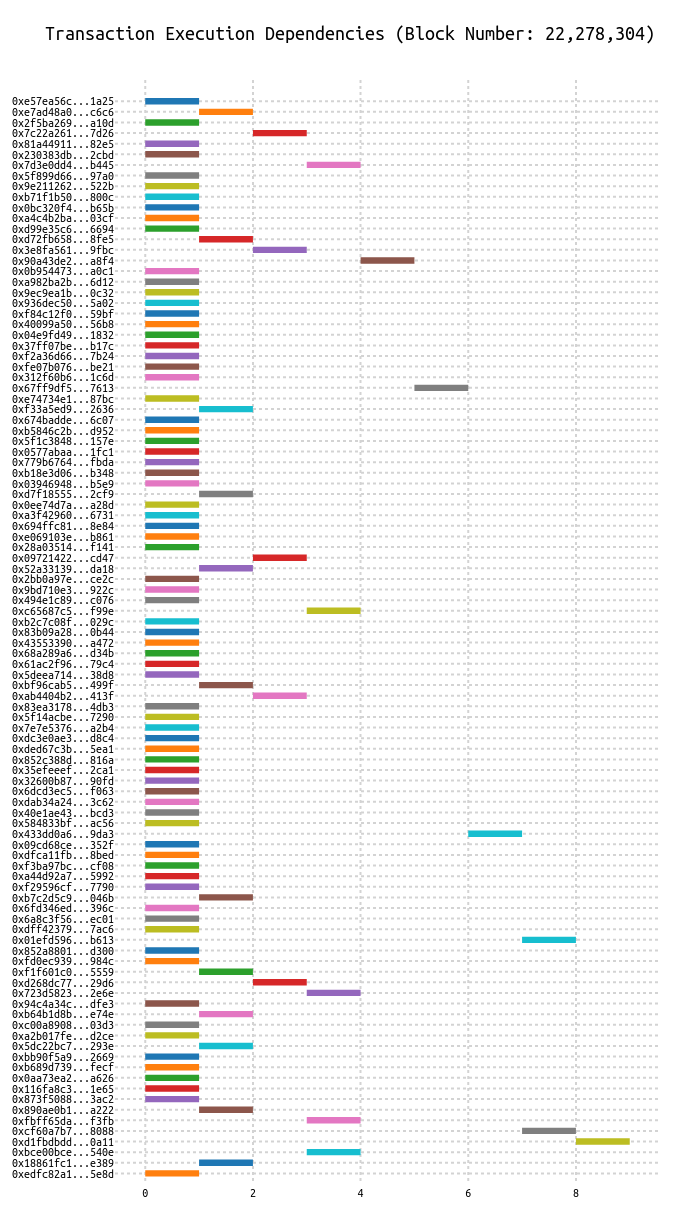 Transaction Execution Dependencies (Block Number: 22,278,304)
0xe57ea56c...1a25
0xe7ad48a0...c6c6
0x2f5ba269...a10d
0x7c22a261...7d26
0x81a44911...82e5
0x230383db...2cbd
0x7d3e0dd4...b445
0x5f899d66...97a0
0x9e211262...522b
0xb71f1b50...800c
0x0bc320f4...b65b
0xa4c4b2ba...03cf
0xd99e35c6...6694
0xd72fb658...8fe5
0x3e8fa561...9fbc
0x90a43de2...a8f4
0x0b954473...a0c1
0xa982ba2b...6d12
0x9ec9ea1b...0c32
0x936dec50...5a02
0xf84c12f0...59bf
0x40099a50...56b8
0x04e9fd49...1832
0x37ff07be...b17c
0xf2a36d66...7b24
0xfe07b076...be21
0x312f60b6...1c6d
0x67ff9df5...7613
0xe74734e1...87bc
0xf33a5ed9...2636
0x674badde...6c07
0xb5846c2b...d952
0x5f1c3848...157e
0x0577abaa...1fc1
0x779b6764...fbda
0xb18e3d06...b348
0x03946948...b5e9
0xd7f18555...2cf9
0x0ee74d7a...a28d
0xa3f42960...6731
0x694ffc81...8e84
0xe069103e...b861
0x28a03514...f141
0x09721422...cd47
0x52a33139...da18
0x2bb0a97e...ce2c
0x9bd710e3...922c
0x494e1c89...c076
0xc65687c5...f99e
0xb2c7c08f...029c
0x83b09a28...0b44
0x43553390...a472
0x68a289a6...d34b
0x61ac2f96...79c4
0x5deea714...38d8
0xbf96cab5...499f
0xab4404b2...413f
0x83ea3178...4db3
0x5f14acbe...7290
0x7e7e5376...a2b4
0xdc3e0ae3...d8c4
0xded67c3b...5ea1
0x852c388d...816a
0x35efeeef...2ca1
0x32600b87...90fd
0x6dcd3ec5...f063
0xdab34a24...3c62
0x40e1ae43...bcd3
0x584833bf...ac56
0x433dd0a6...9da3
0x09cd68ce...352f
0xdfca11fb...8bed
0xf3ba97bc...cf08
0xa44d92a7...5992
0xf29596cf...7790
0xb7c2d5c9...046b
0x6fd346ed...396c
0x6a8c3f56...ec01
0xdff42379...7ac6
0x01efd596...b613
0x852a8801...d300
0xfd0ec939...984c
0xf1f601c0...5559
0xd268dc77...29d6
0x723d5823...2e6e
0x94c4a34c...dfe3
0xb64b1d8b...e74e
0xc00a8908...03d3
0xa2b017fe...d2ce
0x5dc22bc7...293e
0xbb90f5a9...2669
0xb689d739...fecf
0x0aa73ea2...a626
0x116fa8c3...1e65
0x873f5088...3ac2
0x890ae0b1...a222
0xfbff65da...f3fb
0xcf60a7b7...8088
0xd1fbdbdd...0a11
0xbce00bce...540e
0x18861fc1...e389
0xedfc82a1...5e8d
0 2 4 6 8